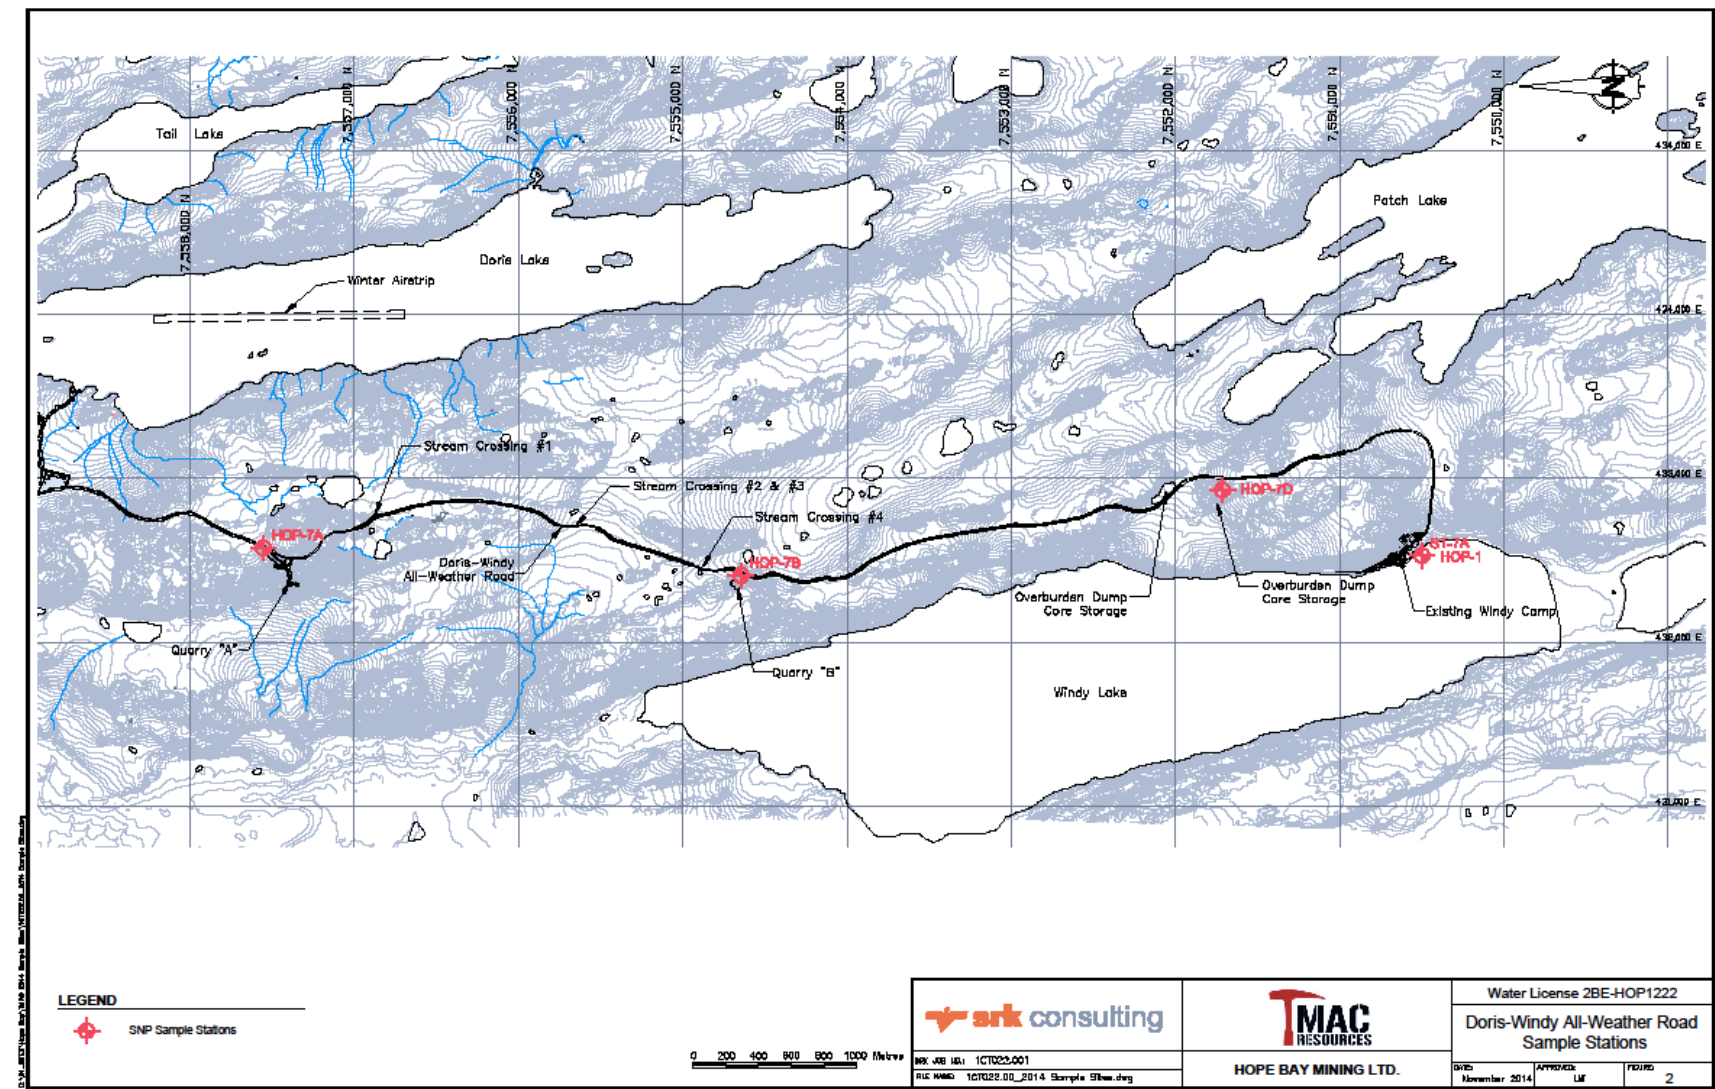 7,557,000 N
7,556,000 N
7,555,000 N
7,554,000 N
7,553,000 N
7,552,000 N
7,551,000 N
7,550,000 N
N
Tail Lake
434,000 E
Patch Lake
7,558,000 N
Doris Lake
Winter Airstrip
Stream Crossing #1
433,000 E
Stream Crossing #2 & #3
HOP-7D
Stream Crossing #4
HOP-7A
ST-7A
HOP-1
Doris-Windy
All-Weather Road
HOP-7B
Overburden Dump
Core Storage
Overburden Dump
Core Storage
Existing Windy Camp
432,000 E
Quarry "A"
Quarry "B"
Windy Lake
431,000 E
LEGEND
SNP Sample Stations
0 200 400 600 800 1000 Metres
srk consulting
SRK JOB NO.: 1CT022.001
FILE NAME: 1CT022.00_2014 Sample Sites.dwg
TMAC
RESOURCES
HOPE BAY MINING LTD.
Water License 2BE-HOP1222
Doris-Windy All-Weather Road
Sample Stations
DATE: November 2014
APPROVED: LW
FIGURE: 2